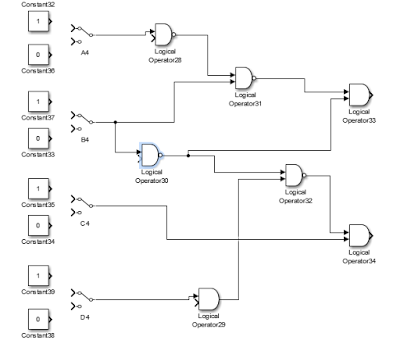 Constant32
1
A4
0
Constant36
Logical
Operator28
Logical
Operator31
1
Constant37
B4
0
Constant33
Logical
Operator33
Logical
Operator30
Logical
Operator32
1
Constant35
C4
0
Constant34
Logical
Operator34
1
Constant39
D4
Logical
Operator29
0
Constant38